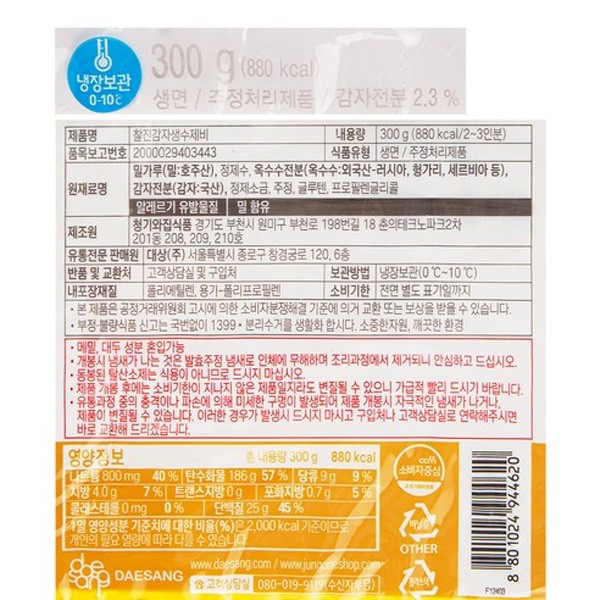 냉장보관
0-10℃
300 g (880 kcal)
생면 / 주정처리제품 / 감자전분 2.3 %
제품명 찰진감자생수제비 내용량 300 g (880 kcal/2~3인분)
품목보고번호 2000029403443 식품유형 생면 / 주정처리제품
원재료명 밀가루(밀:호주산), 정제수, 옥수수전분(옥수수:외국산-러시아, 헝가리, 세르비아 등),
감자전분(감자:국산), 정제소금, 주정, 글루텐, 프로필렌글리콜
알레르기 유발물질 밀 함유
제조원 청기와집식품 경기도 부천시 원미구 부천로 198번길 18 춘의테크노파크2차
201동 208, 209, 210호
유통전문 판매원 대상(주) 서울특별시 종로구 창경궁로 120, 6층
반품 및 교환처 고객상담실 및 구입처 보관방법 냉장보관(0 ℃~10 ℃)
내포장재질 폴리에틸렌, 용기-폴리프로필렌 소비기한 전면 별도 표기일까지
• 본 제품은 공정거래위원회 고시에 의한 소비자분쟁해결 기준에 의거 교환 또는 보상을 받을 수 있습니다.
• 부정·불량식품 신고는 국번없이 1399 • 분리수거를 생활화 합시다. 소중한자원, 깨끗한 환경
• 메밀, 대두 성분 혼입가능
• 개봉시 냄새가 나는 것은 발효주정 냄새로 인체에 무해하며 조리과정에서 제거되니 안심하고 드십시오.
• 동봉된 탈산소제는 식용이 아니므로 드시지 마십시오.
• 제품 개봉 후에는 소비기한이 지나지 않은 제품일지라도 변질될 수 있으니 가급적 빨리 드시기 바랍니다.
• 유통과정 중의 충격이나 파손에 의해 미세한 구멍이 발생되어 제품 개봉시 자극적인 냄새가 나거나,
제품이 변질될 수 있습니다. 이러한 경우가 발생시 드시지 마시고 구입처나 고객상담실로 연락해주시면
바로 교환해 드리겠습니다.
영양정보 총 내용량 300 g 880 kcal
나트륨 800 mg 40 % 탄수화물 186 g 57 % 당류 9 g 9 %
지방 4.0 g 7 % 트랜스지방 0 g 포화지방 0.7 g 5 %
콜레스테롤 0 mg 0 % 단백질 25 g 45 %
1일 영양성분 기준치에 대한 비율(%)은 2,000 kcal 기준이므로
개인의 필요 열량에 따라 다를 수 있습니다.
소비자중심
비닐류
OTHER
8 801024 944620
DAESANG
www.daesang.com / www.jungoneshop.com
고객상담실 080-019-9119(수신자부담)
F12403